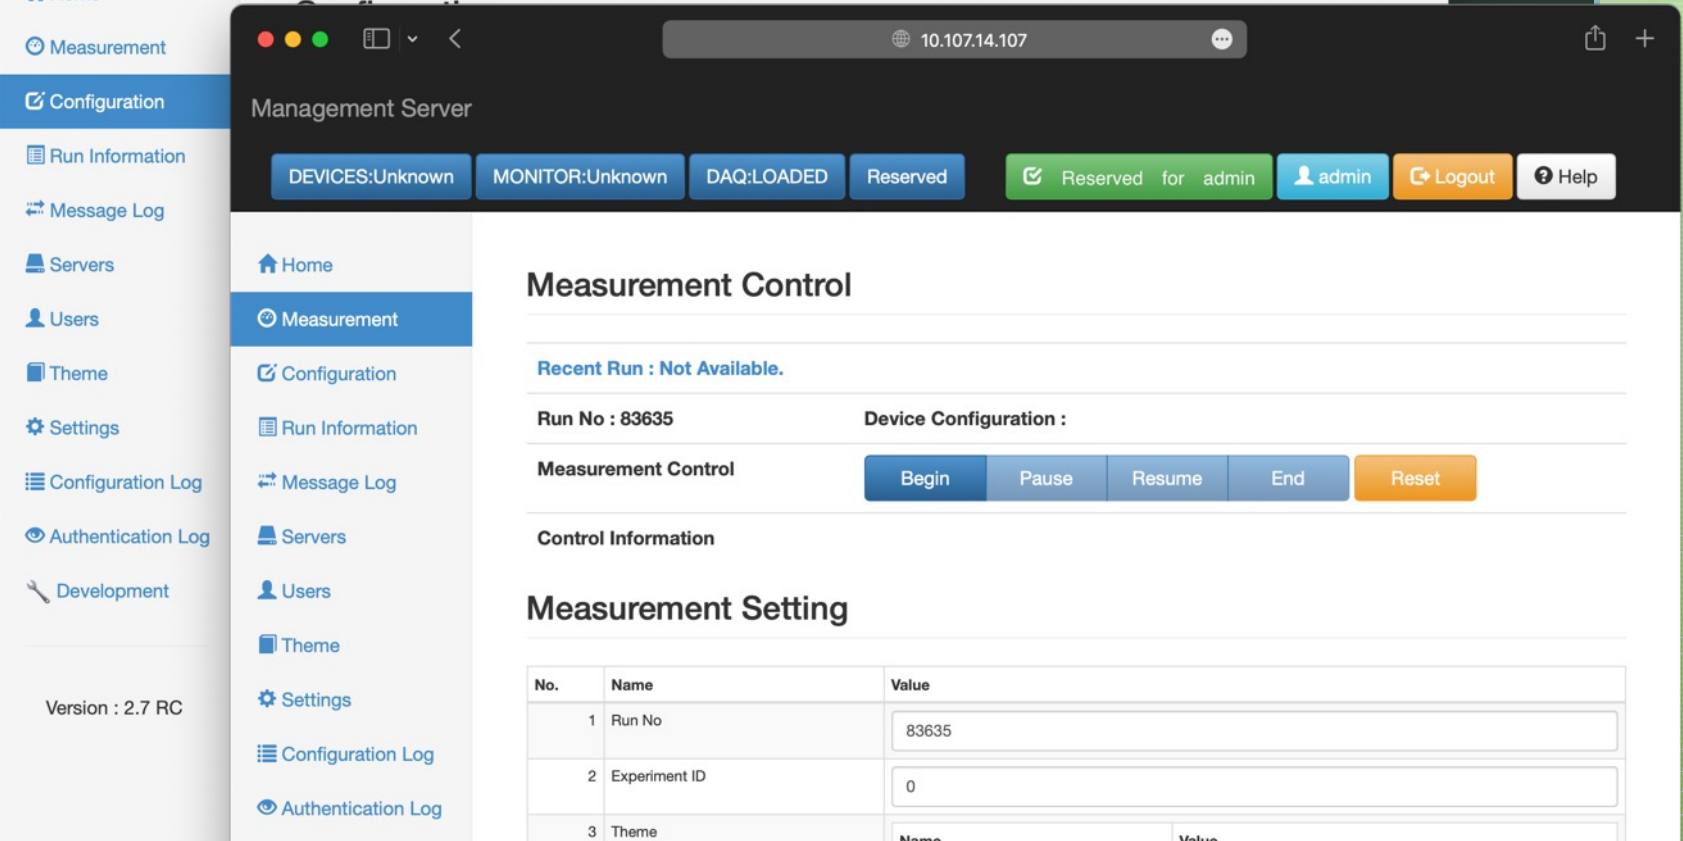 Measurement
Configuration
Run Information
Message Log
Servers
Users
Theme
Settings
Configuration Log
Authentication Log
Development
Version : 2.7 RC
10.107.14.107
Management Server
DEVICES:Unknown MONITOR:Unknown DAQ:LOADED Reserved Reserved for admin admin Logout Help
Home
Measurement
Configuration
Run Information
Message Log
Servers
Users
Theme
Settings
Configuration Log
Authentication Log
Measurement Control
Recent Run : Not Available.
Run No : 83635 Device Configuration :
Measurement Control Begin Pause Resume End Reset
Control Information
Measurement Setting
No. Name Value
1 Run No 83635
2 Experiment ID 0
3 Theme
Name Value